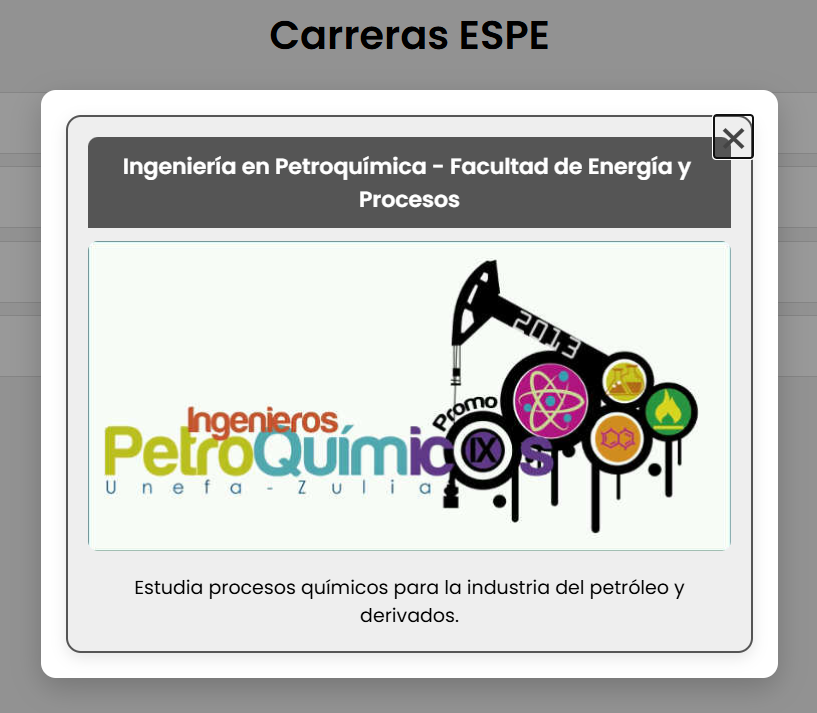 Carreras ESPE
Ingeniería en Petroquímica - Facultad de Energía y
Procesos
2013
Promo
Ingenieros
PetroQuímicos
IX
Unefa-Zulia
Estudia procesos químicos para la industria del petróleo y
derivados.